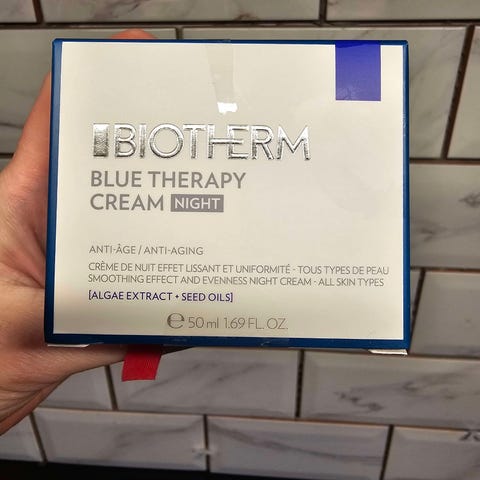 BIOTHERM
BLUE THERAPY
CREAM NIGHT
ANTI-ÂGE / ANTI-AGING
CRÈME DE NUIT EFFET LISSANT ET UNIFORMITÉ - TOUS TYPES DE PEAU
SMOOTHING EFFECT AND EVENNESS NIGHT CREAM - ALL SKIN TYPES
[ALGAE EXTRACT + SEED OILS]
℮ 50 ml 1.69 FL. OZ.